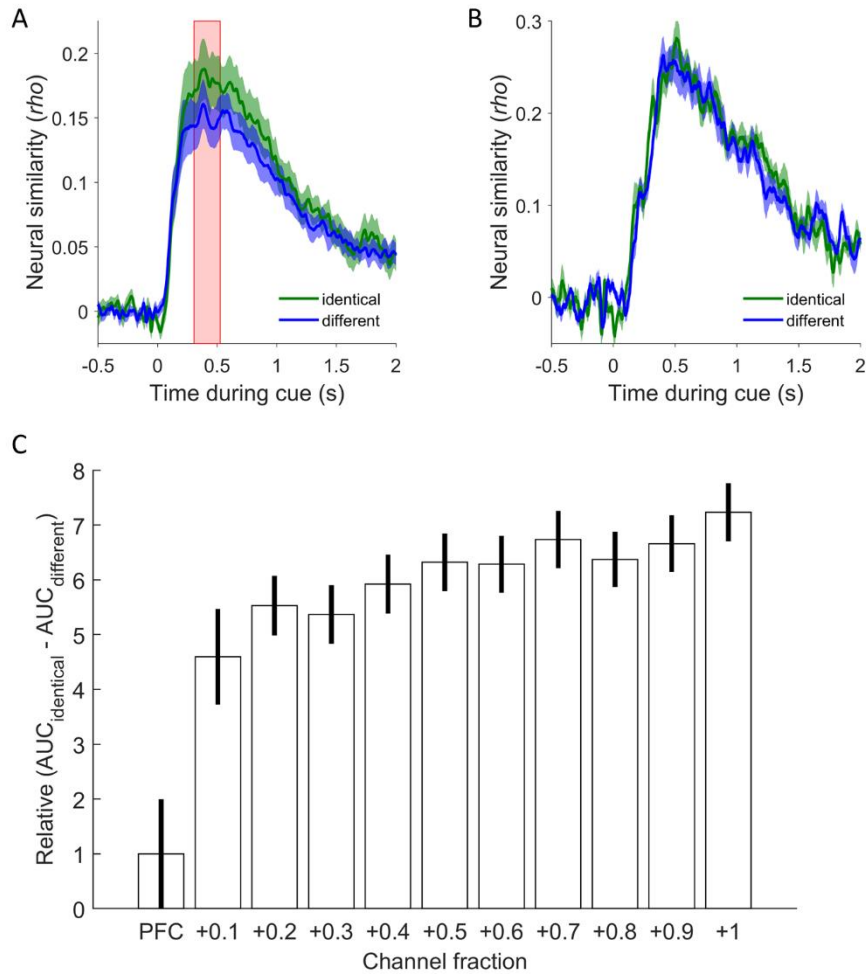 A
Neural similarity (rho)
0.2
0.15
0.1
0.05
0
-0.5 0 0.5 1 1.5 2
Time during cue (s)
identical
different
B
Neural similarity (rho)
0.3
0.2
0.1
0
-0.5 0 0.5 1 1.5 2
Time during cue (s)
identical
different
C
Relative (AUCidentical - AUCdifferent)
8
7
6
5
4
3
2
1
0
PFC +0.1 +0.2 +0.3 +0.4 +0.5 +0.6 +0.7 +0.8 +0.9 +1
Channel fraction